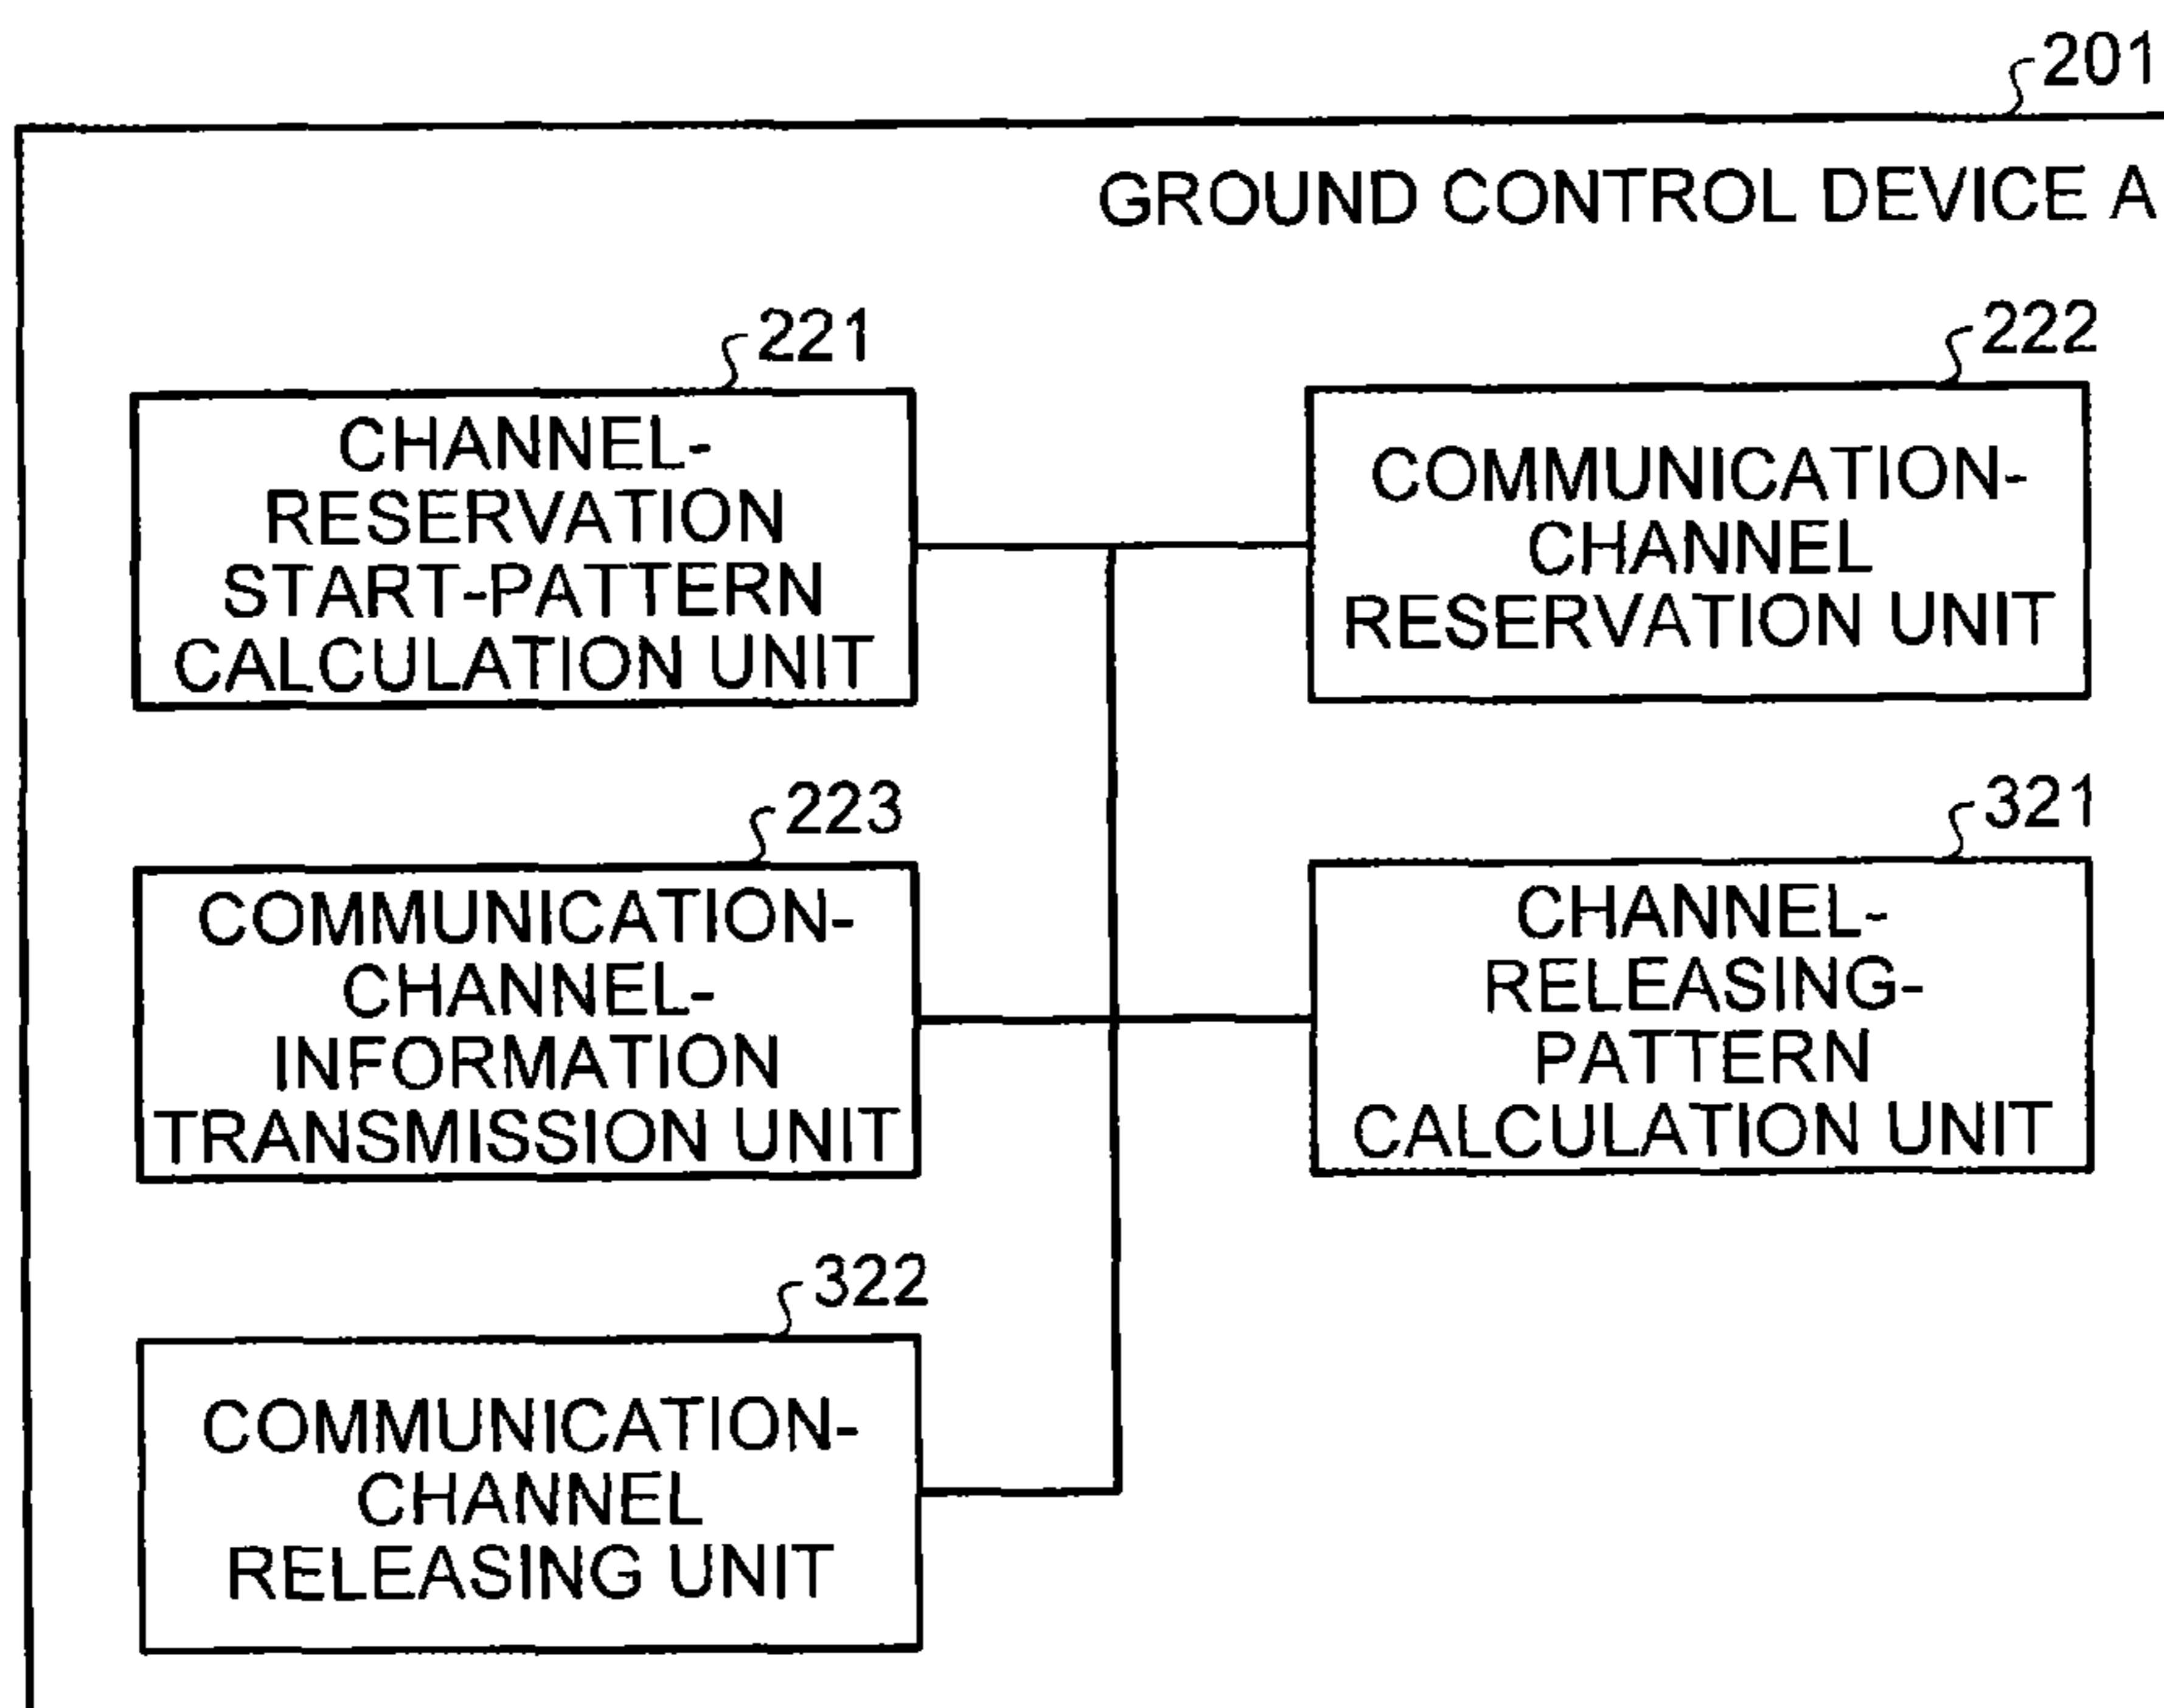 201
GROUND CONTROL DEVICE A
221
CHANNEL-
RESERVATION
START-PATTERN
CALCULATION UNIT
222
COMMUNICATION-
CHANNEL
RESERVATION UNIT
223
COMMUNICATION-
CHANNEL-
INFORMATION
TRANSMISSION UNIT
321
CHANNEL-
RELEASING-
PATTERN
CALCULATION UNIT
322
COMMUNICATION-
CHANNEL
RELEASING UNIT